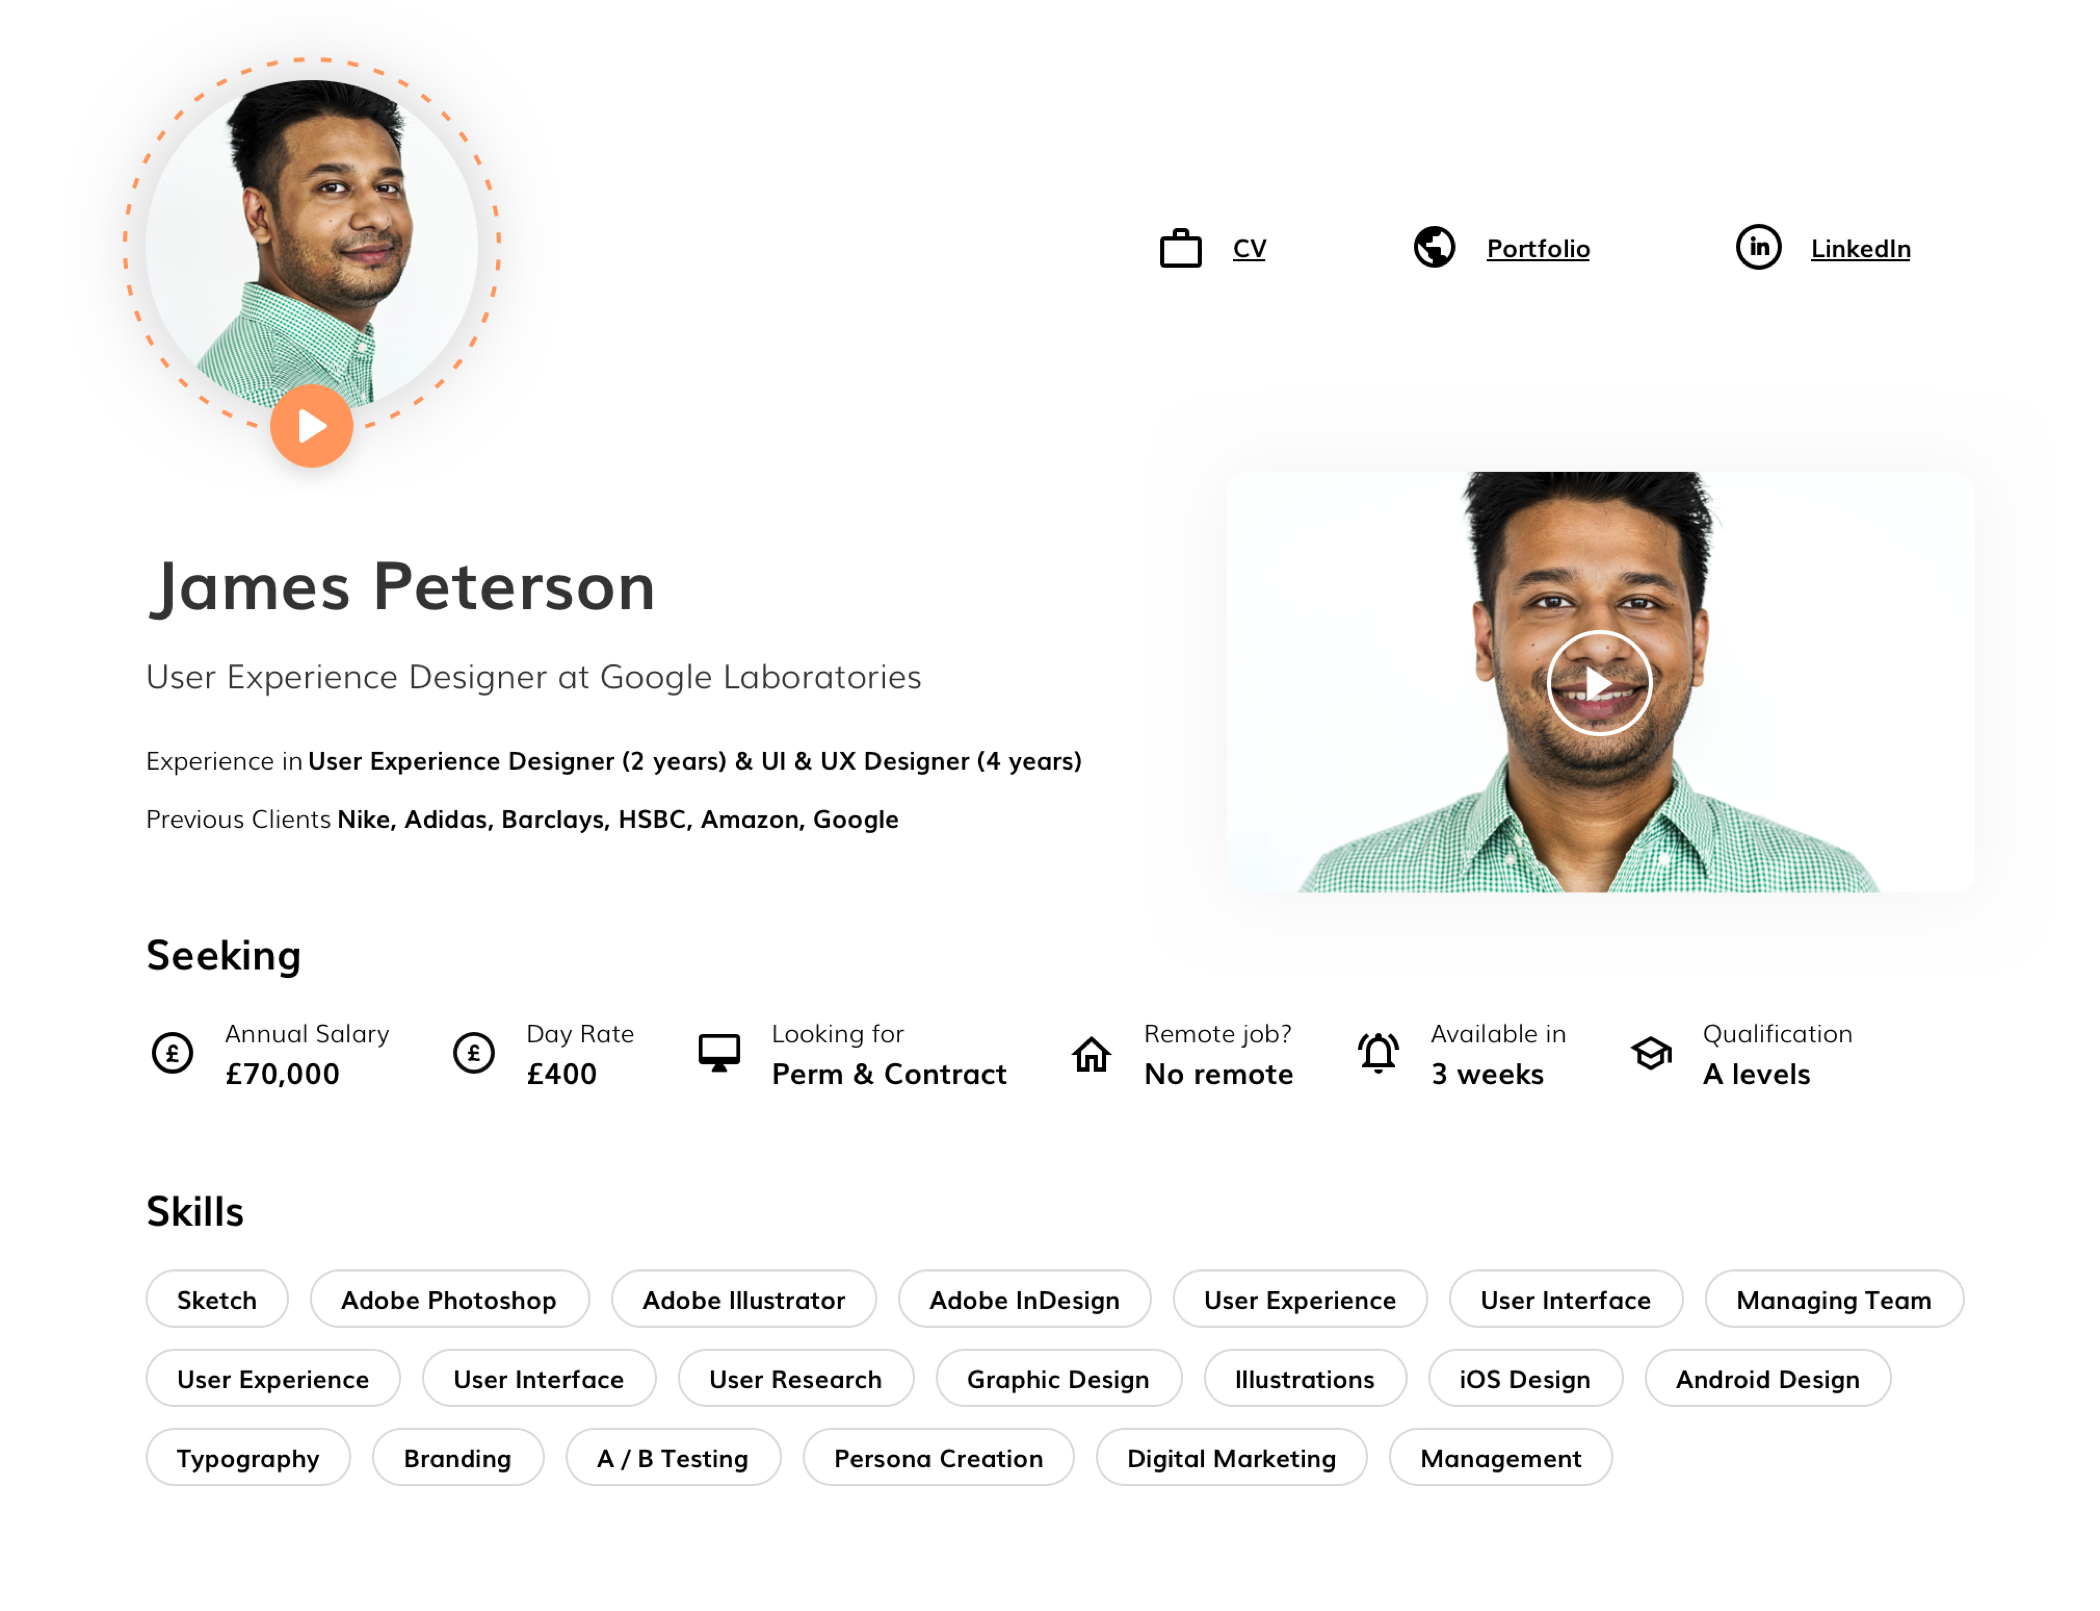 CV
Portfolio
in LinkedIn
James Peterson
User Experience Designer at Google Laboratories
Experience in User Experience Designer (2 years) & UI & UX Designer (4 years)
Previous Clients Nike, Adidas, Barclays, HSBC, Amazon, Google
Seeking
£ Annual Salary
£70,000
£ Day Rate
£400
Looking for
Perm & Contract
Remote job?
No remote
Available in
3 weeks
Qualification
A levels
Skills
Sketch Adobe Photoshop Adobe Illustrator Adobe InDesign User Experience User Interface Managing Team
User Experience User Interface User Research Graphic Design Illustrations iOS Design Android Design
Typography Branding A / B Testing Persona Creation Digital Marketing Management